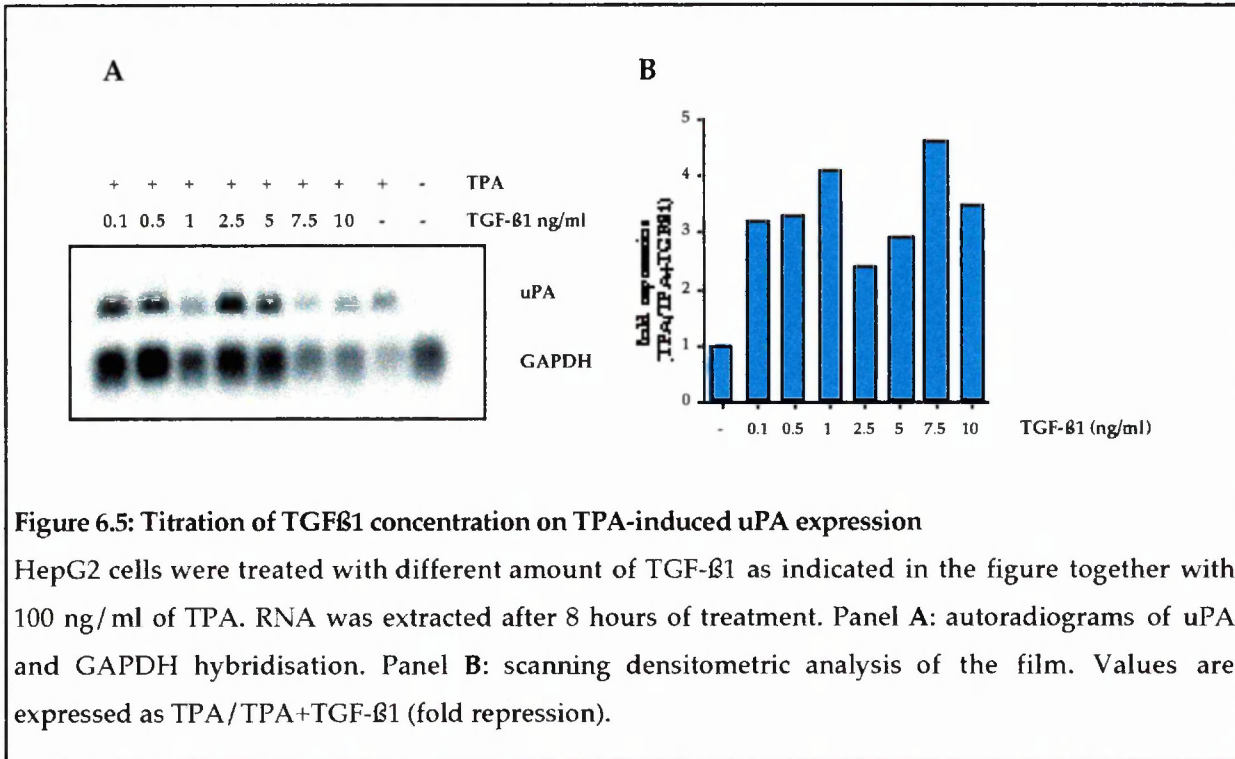 A
B
+ + + + + + + + - TPA
0.1 0.5 1 2.5 5 7.5 10 - - TGF-ß1 ng/ml
uPA
GAPDH
fold
TPA/TPA+TGFß1)
5
4
3
2
1
0
- 0.1 0.5 1 2.5 5 7.5 10 TGF-ß1 (ng/ml)
Figure 6.5: Titration of TGFß1 concentration on TPA-induced uPA expression
HepG2 cells were treated with different amount of TGF-ß1 as indicated in the figure together with
100 ng/ml of TPA. RNA was extracted after 8 hours of treatment. Panel A: autoradiograms of uPA
and GAPDH hybridisation. Panel B: scanning densitometric analysis of the film. Values are
expressed as TPA/TPA+TGF-ß1 (fold repression).